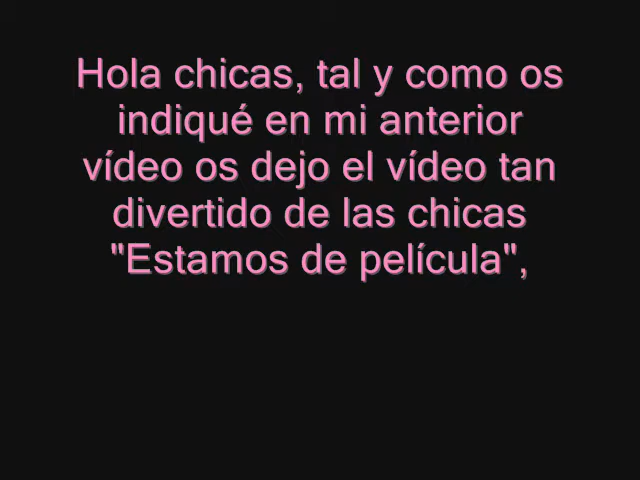 Hola chicas, tal y como os
indiqué en mi anterior
vídeo os dejo el vídeo tan
divertido de las chicas
"Estamos de película",